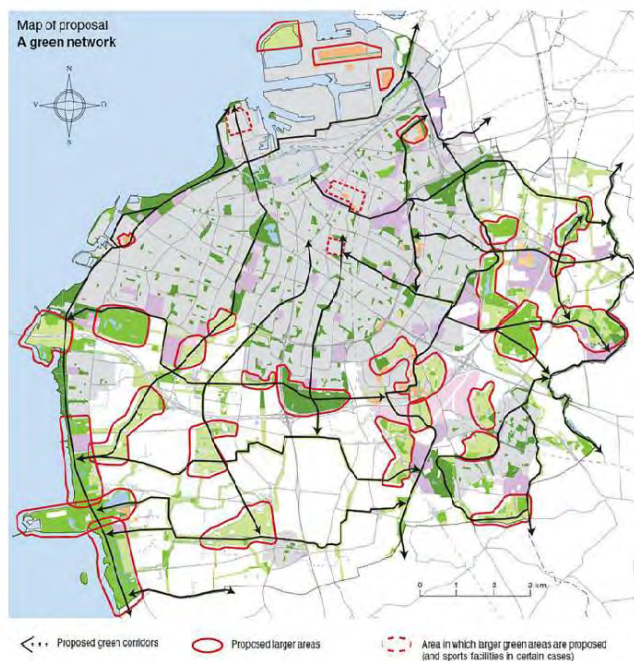 Map of proposal
A green network
N
V
O
S
0 1 2 3 km
Proposed green corridors
Proposed larger areas
Area in which larger green areas are proposed
(and sports facilities in certain cases)